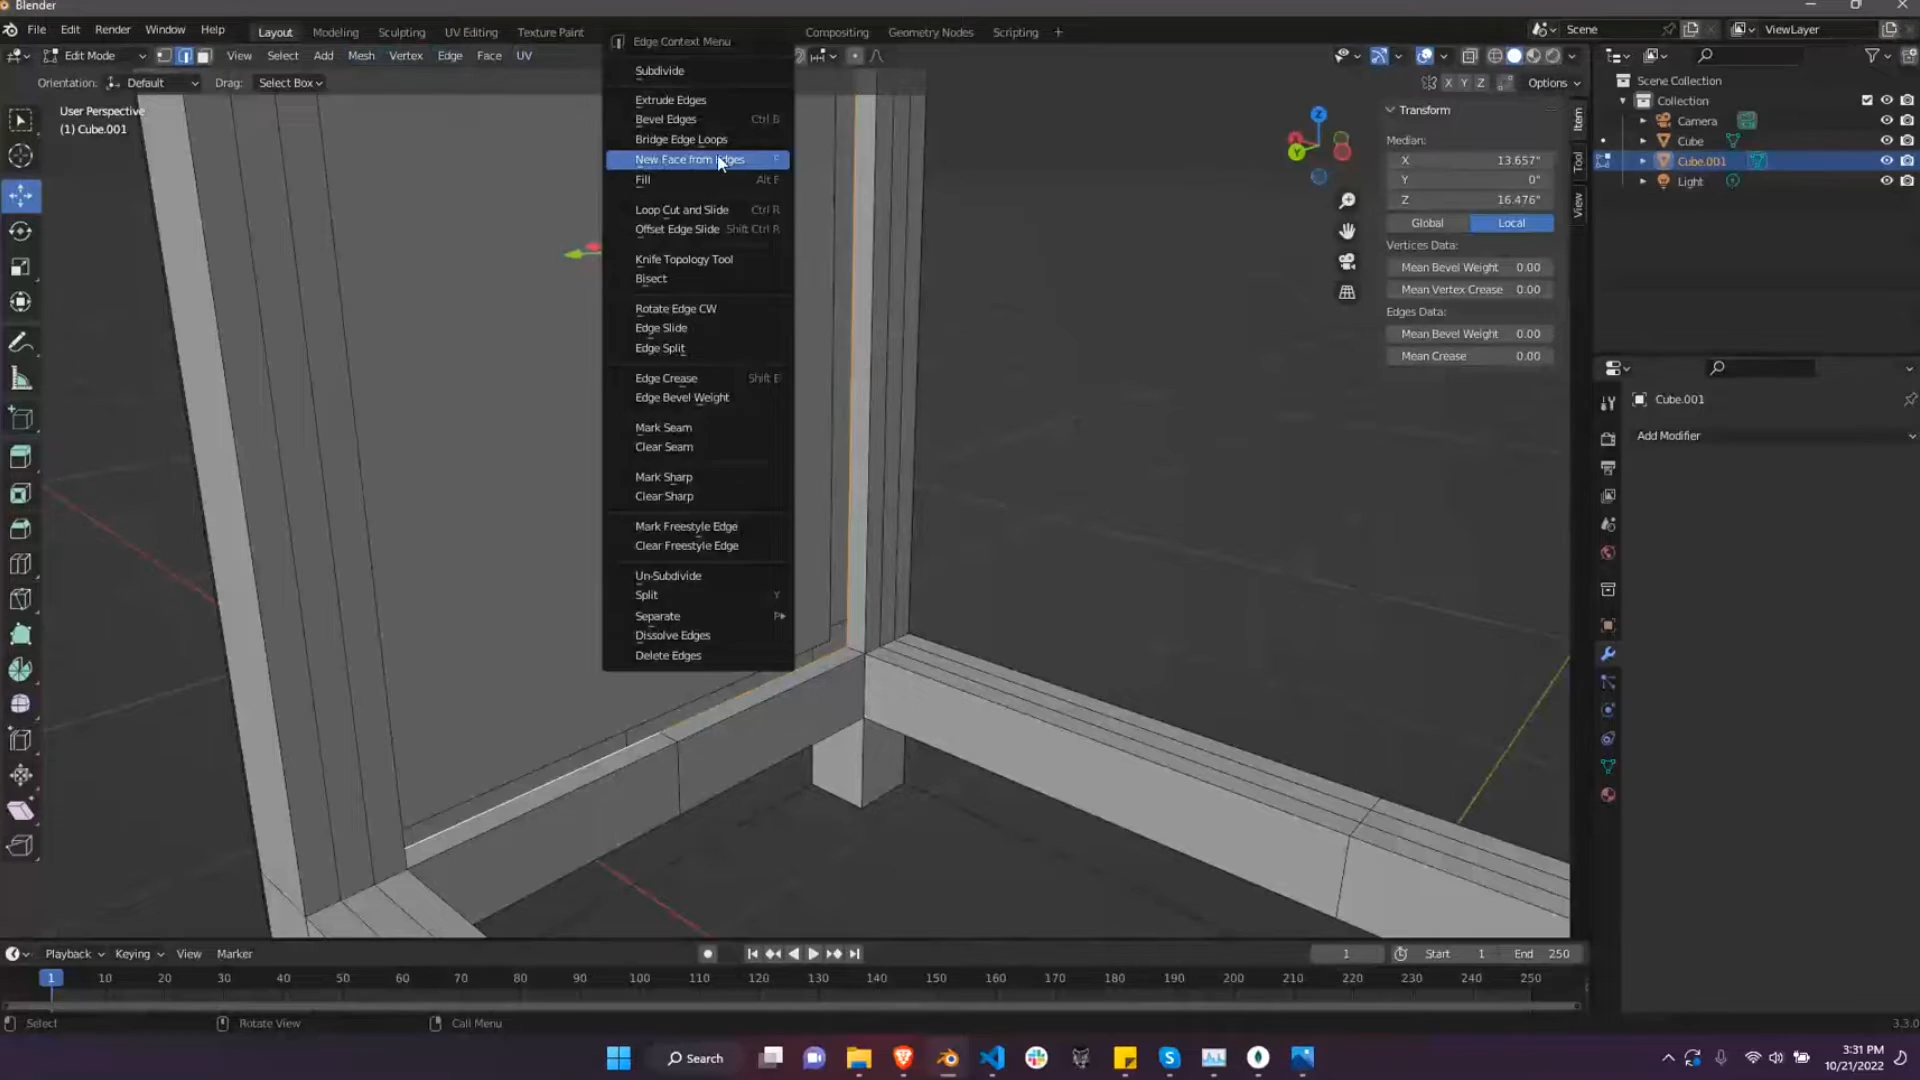 Blender
File Edit Render Window Help
Layout Modeling Sculpting UV Editing Texture Paint Compositing Geometry Nodes Scripting +
Scene
ViewLayer
Edit Mode View Select Add Mesh Vertex Edge Face UV
Orientation: Default Drag: Select Box
X Y Z Options
User Perspective
(1) Cube.001
Edge Context Menu
Subdivide
Extrude Edges
Bevel Edges Ctrl B
Bridge Edge Loops
New Face from Edges F
Fill Alt F
Loop Cut and Slide Ctrl R
Offset Edge Slide Shift Ctrl R
Knife Topology Tool
Bisect
Rotate Edge CW
Edge Slide
Edge Split
Edge Crease Shift E
Edge Bevel Weight
Mark Seam
Clear Seam
Mark Sharp
Clear Sharp
Mark Freestyle Edge
Clear Freestyle Edge
Un-Subdivide
Split Y
Separate P
Dissolve Edges
Delete Edges
Z
Y
Transform
Median:
X 13.657"
Y 0"
Z 16.476"
Global Local
Vertices Data:
Mean Bevel Weight 0.00
Mean Vertex Crease 0.00
Edges Data:
Mean Bevel Weight 0.00
Mean Crease 0.00
Item
Tool
View
Scene Collection
Collection
Camera
Cube
Cube.001
Light
Cube.001
Add Modifier
Playback Keying View Marker
1 Start 1 End 250
1 10 20 30 40 50 60 70 80 90 100 110 120 130 140 150 160 170 180 190 200 210 220 230 240 250
Select Rotate View Call Menu
3.3.0
Search
3:31 PM
10/21/2022